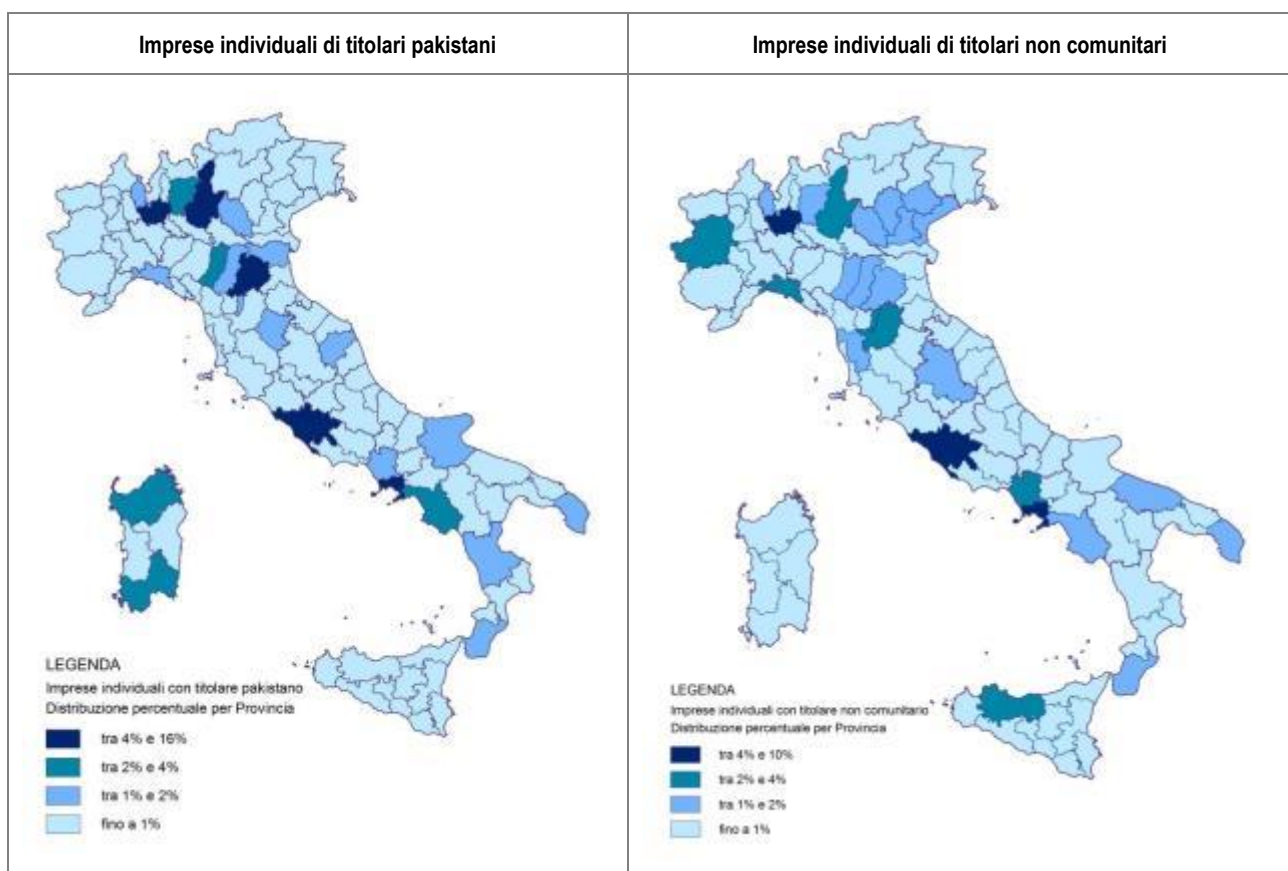 Imprese individuali di titolari pakistani
Imprese individuali di titolari non comunitari
LEGENDA
Imprese individuali con titolare pakistano
Distribuzione percentuale per Provincia
tra 4% e 16%
tra 2% e 4%
tra 1% e 2%
fino a 1%
LEGENDA
Imprese individuali con titolare non comunitario
Distribuzione percentuale per Provincia
tra 4% e 10%
tra 2% e 4%
tra 1% e 2%
fino a 1%